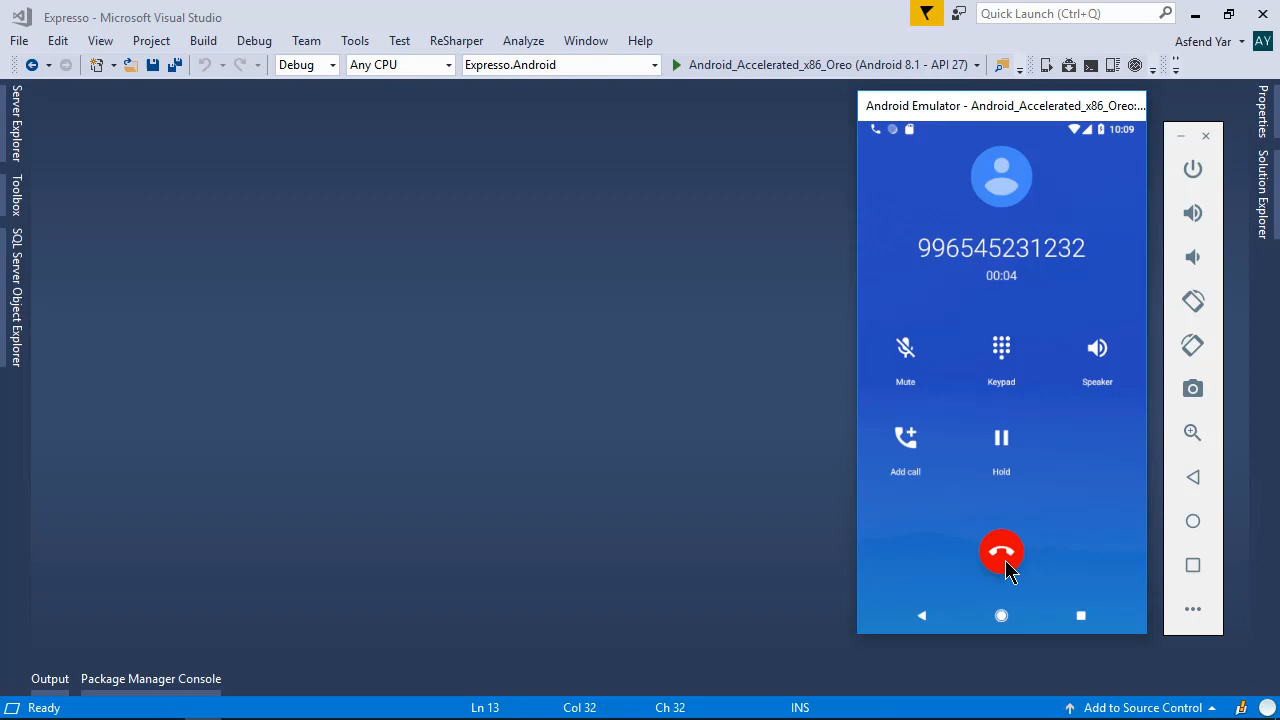 Expresso - Microsoft Visual Studio
Quick Launch (Ctrl+Q)
File Edit View Project Build Debug Team Tools Test ReSharper Analyze Window Help
Asfend Yar AY
Debug Any CPU Expresso.Android Android_Accelerated_x86_Oreo (Android 8.1 - API 27)
Server Explorer
Toolbox
SQL Server Object Explorer
Android Emulator - Android_Accelerated_x86_Oreo:...
10:09
996545231232
00:04
Mute Keypad Speaker
Add call Hold
Properties
Solution Explorer
Output Package Manager Console
Ready Ln 13 Col 32 Ch 32 INS Add to Source Control